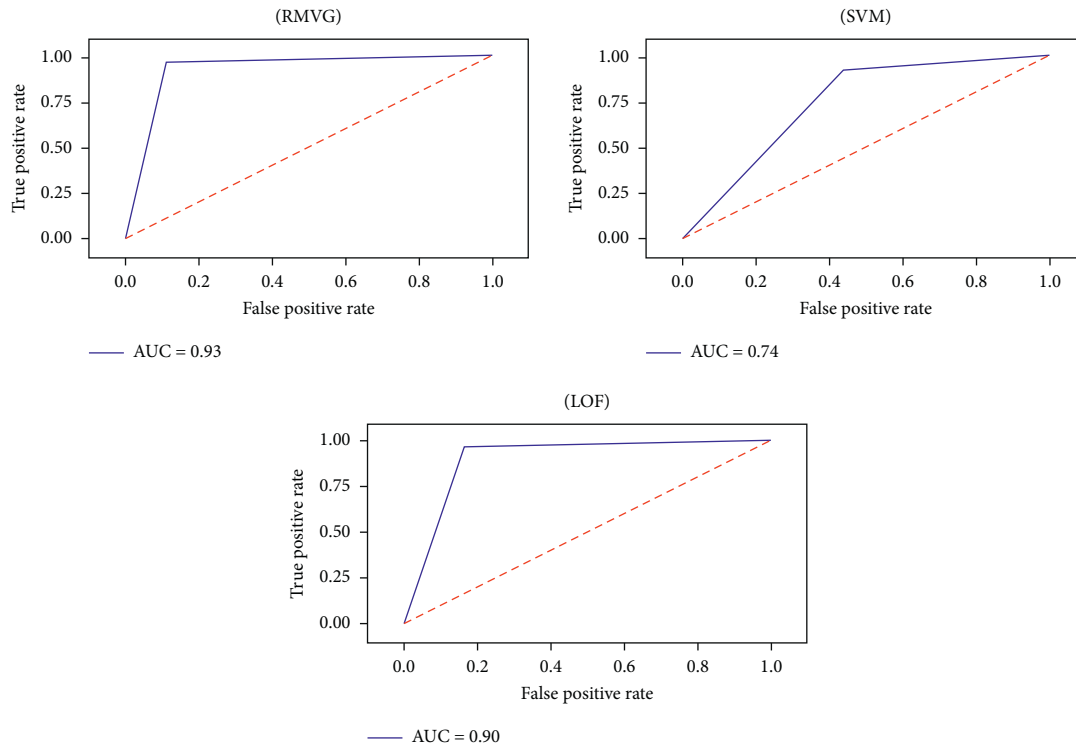 (RMVG)
True positive rate
1.00
0.75
0.50
0.25
0.00
0.0 0.2 0.4 0.6 0.8 1.0
False positive rate
AUC = 0.93
(SVM)
True positive rate
1.00
0.75
0.50
0.25
0.00
0.0 0.2 0.4 0.6 0.8 1.0
False positive rate
AUC = 0.74
(LOF)
True positive rate
1.00
0.75
0.50
0.25
0.00
0.0 0.2 0.4 0.6 0.8 1.0
False positive rate
AUC = 0.90